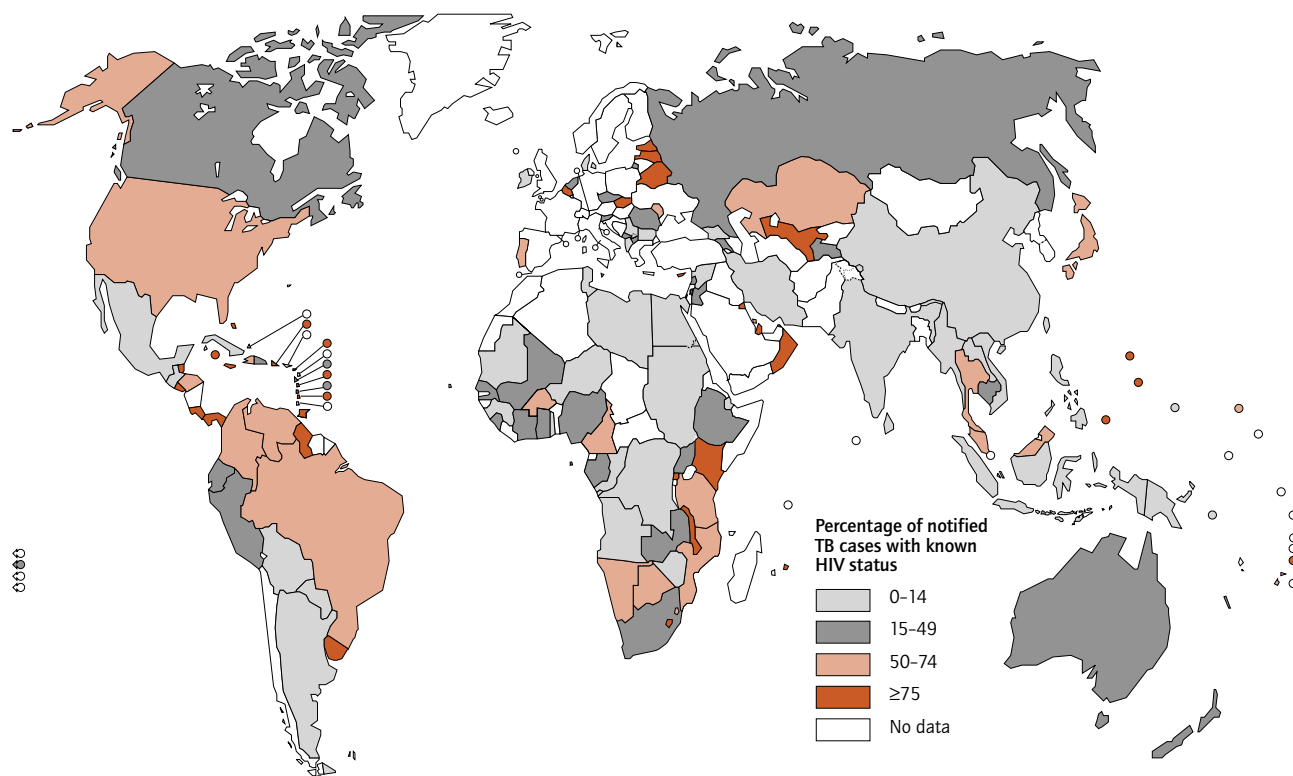 Percentage of notified
TB cases with known
HIV status
0–14
15–49
50–74
≥75
No data